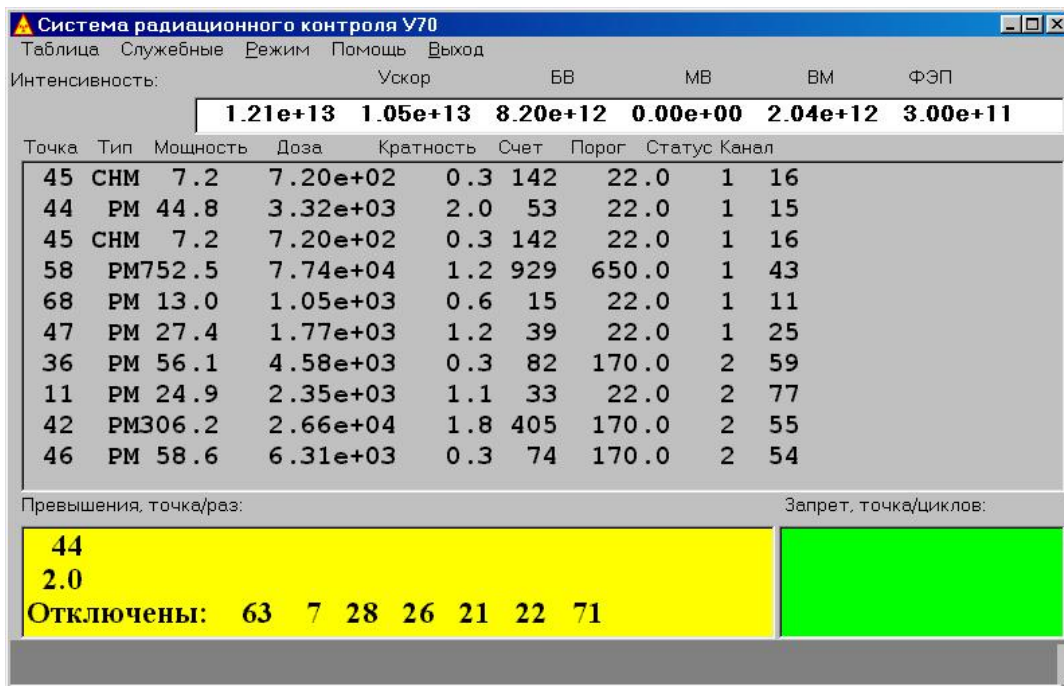 Система радиационного контроля У70
Таблица Служебные Режим Помощь Выход
Интенсивность: Ускор БВ МВ ВМ ФЭП
1.21e+13 1.05e+13 8.20e+12 0.00e+00 2.04e+12 3.00e+11
Точка Тип Мощность Доза Кратность Счет Порог Статус Канал
45 СНМ 7.2 7.20e+02 0.3 142 22.0 1 16
44 РМ 44.8 3.32e+03 2.0 53 22.0 1 15
45 СНМ 7.2 7.20e+02 0.3 142 22.0 1 16
58 РМ752.5 7.74e+04 1.2 929 650.0 1 43
68 РМ 13.0 1.05e+03 0.6 15 22.0 1 11
47 РМ 27.4 1.77e+03 1.2 39 22.0 1 25
36 РМ 56.1 4.58e+03 0.3 82 170.0 2 59
11 РМ 24.9 2.35e+03 1.1 33 22.0 2 77
42 РМ306.2 2.66e+04 1.8 405 170.0 2 55
46 РМ 58.6 6.31e+03 0.3 74 170.0 2 54
Превышения, точка/раз: Запрет, точка/циклов:
44
2.0
Отключены: 63 7 28 26 21 22 71